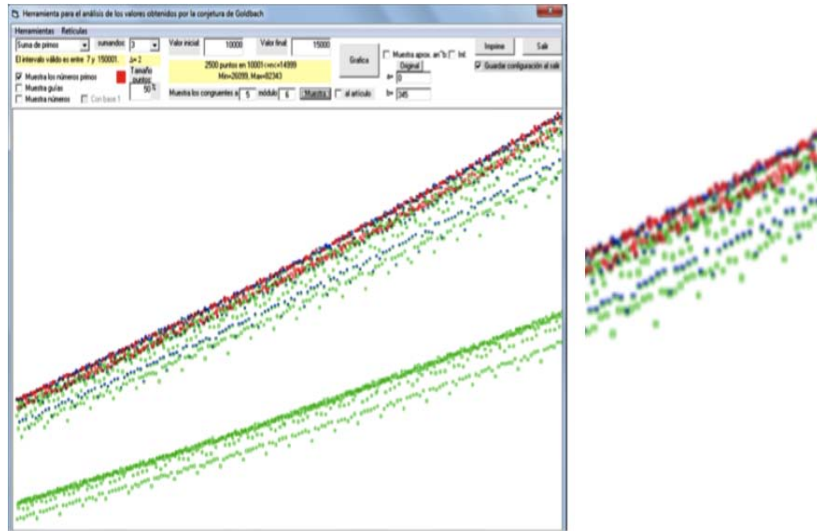 Herramienta para el análisis de los valores obtenidos por la conjetura de Goldbach
Herramientas Retículas
Suma de primos sumandos 3 Valor inicial 10000 Valor final 15000
El intervalo válido es entre 7 y 150001. Δ= 2
2500 puntos en 10001<=n<=14999
Min=26099, Max=82343
Muestra los números primos
Muestra guías
Muestra números Con base 1
Tamaño puntos
50 %
Muestra los congruentes a 5 módulo 6 Muestra al artículo
Grafica
Muestra aprox. an^b Inf.
Original
a= 0
b= 345
Imprime Salir
Guardar configuración al salir